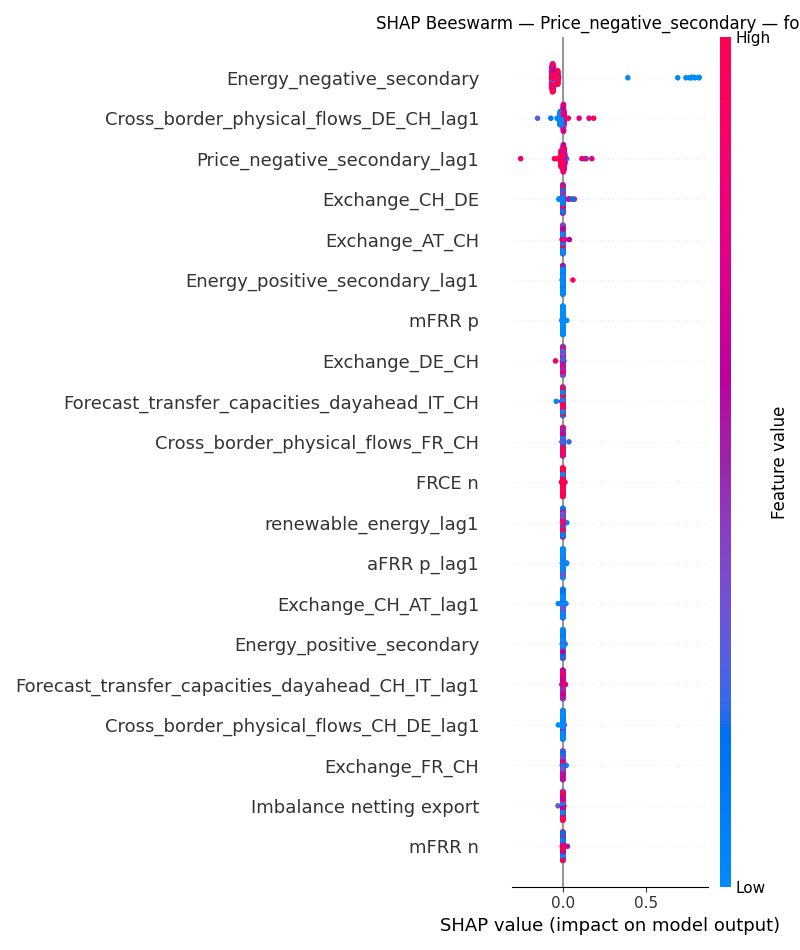 SHAP Beeswarm — Price_negative_secondary — fo
High
Energy_negative_secondary
Cross_border_physical_flows_DE_CH_lag1
Price_negative_secondary_lag1
Exchange_CH_DE
Exchange_AT_CH
Energy_positive_secondary_lag1
mFRR p
Exchange_DE_CH
Forecast_transfer_capacities_dayahead_IT_CH
Cross_border_physical_flows_FR_CH
FRCE n
renewable_energy_lag1
aFRR p_lag1
Exchange_CH_AT_lag1
Energy_positive_secondary
Forecast_transfer_capacities_dayahead_CH_IT_lag1
Cross_border_physical_flows_CH_DE_lag1
Exchange_FR_CH
Imbalance netting export
mFRR n
Feature value
Low
0.0 0.5
SHAP value (impact on model output)